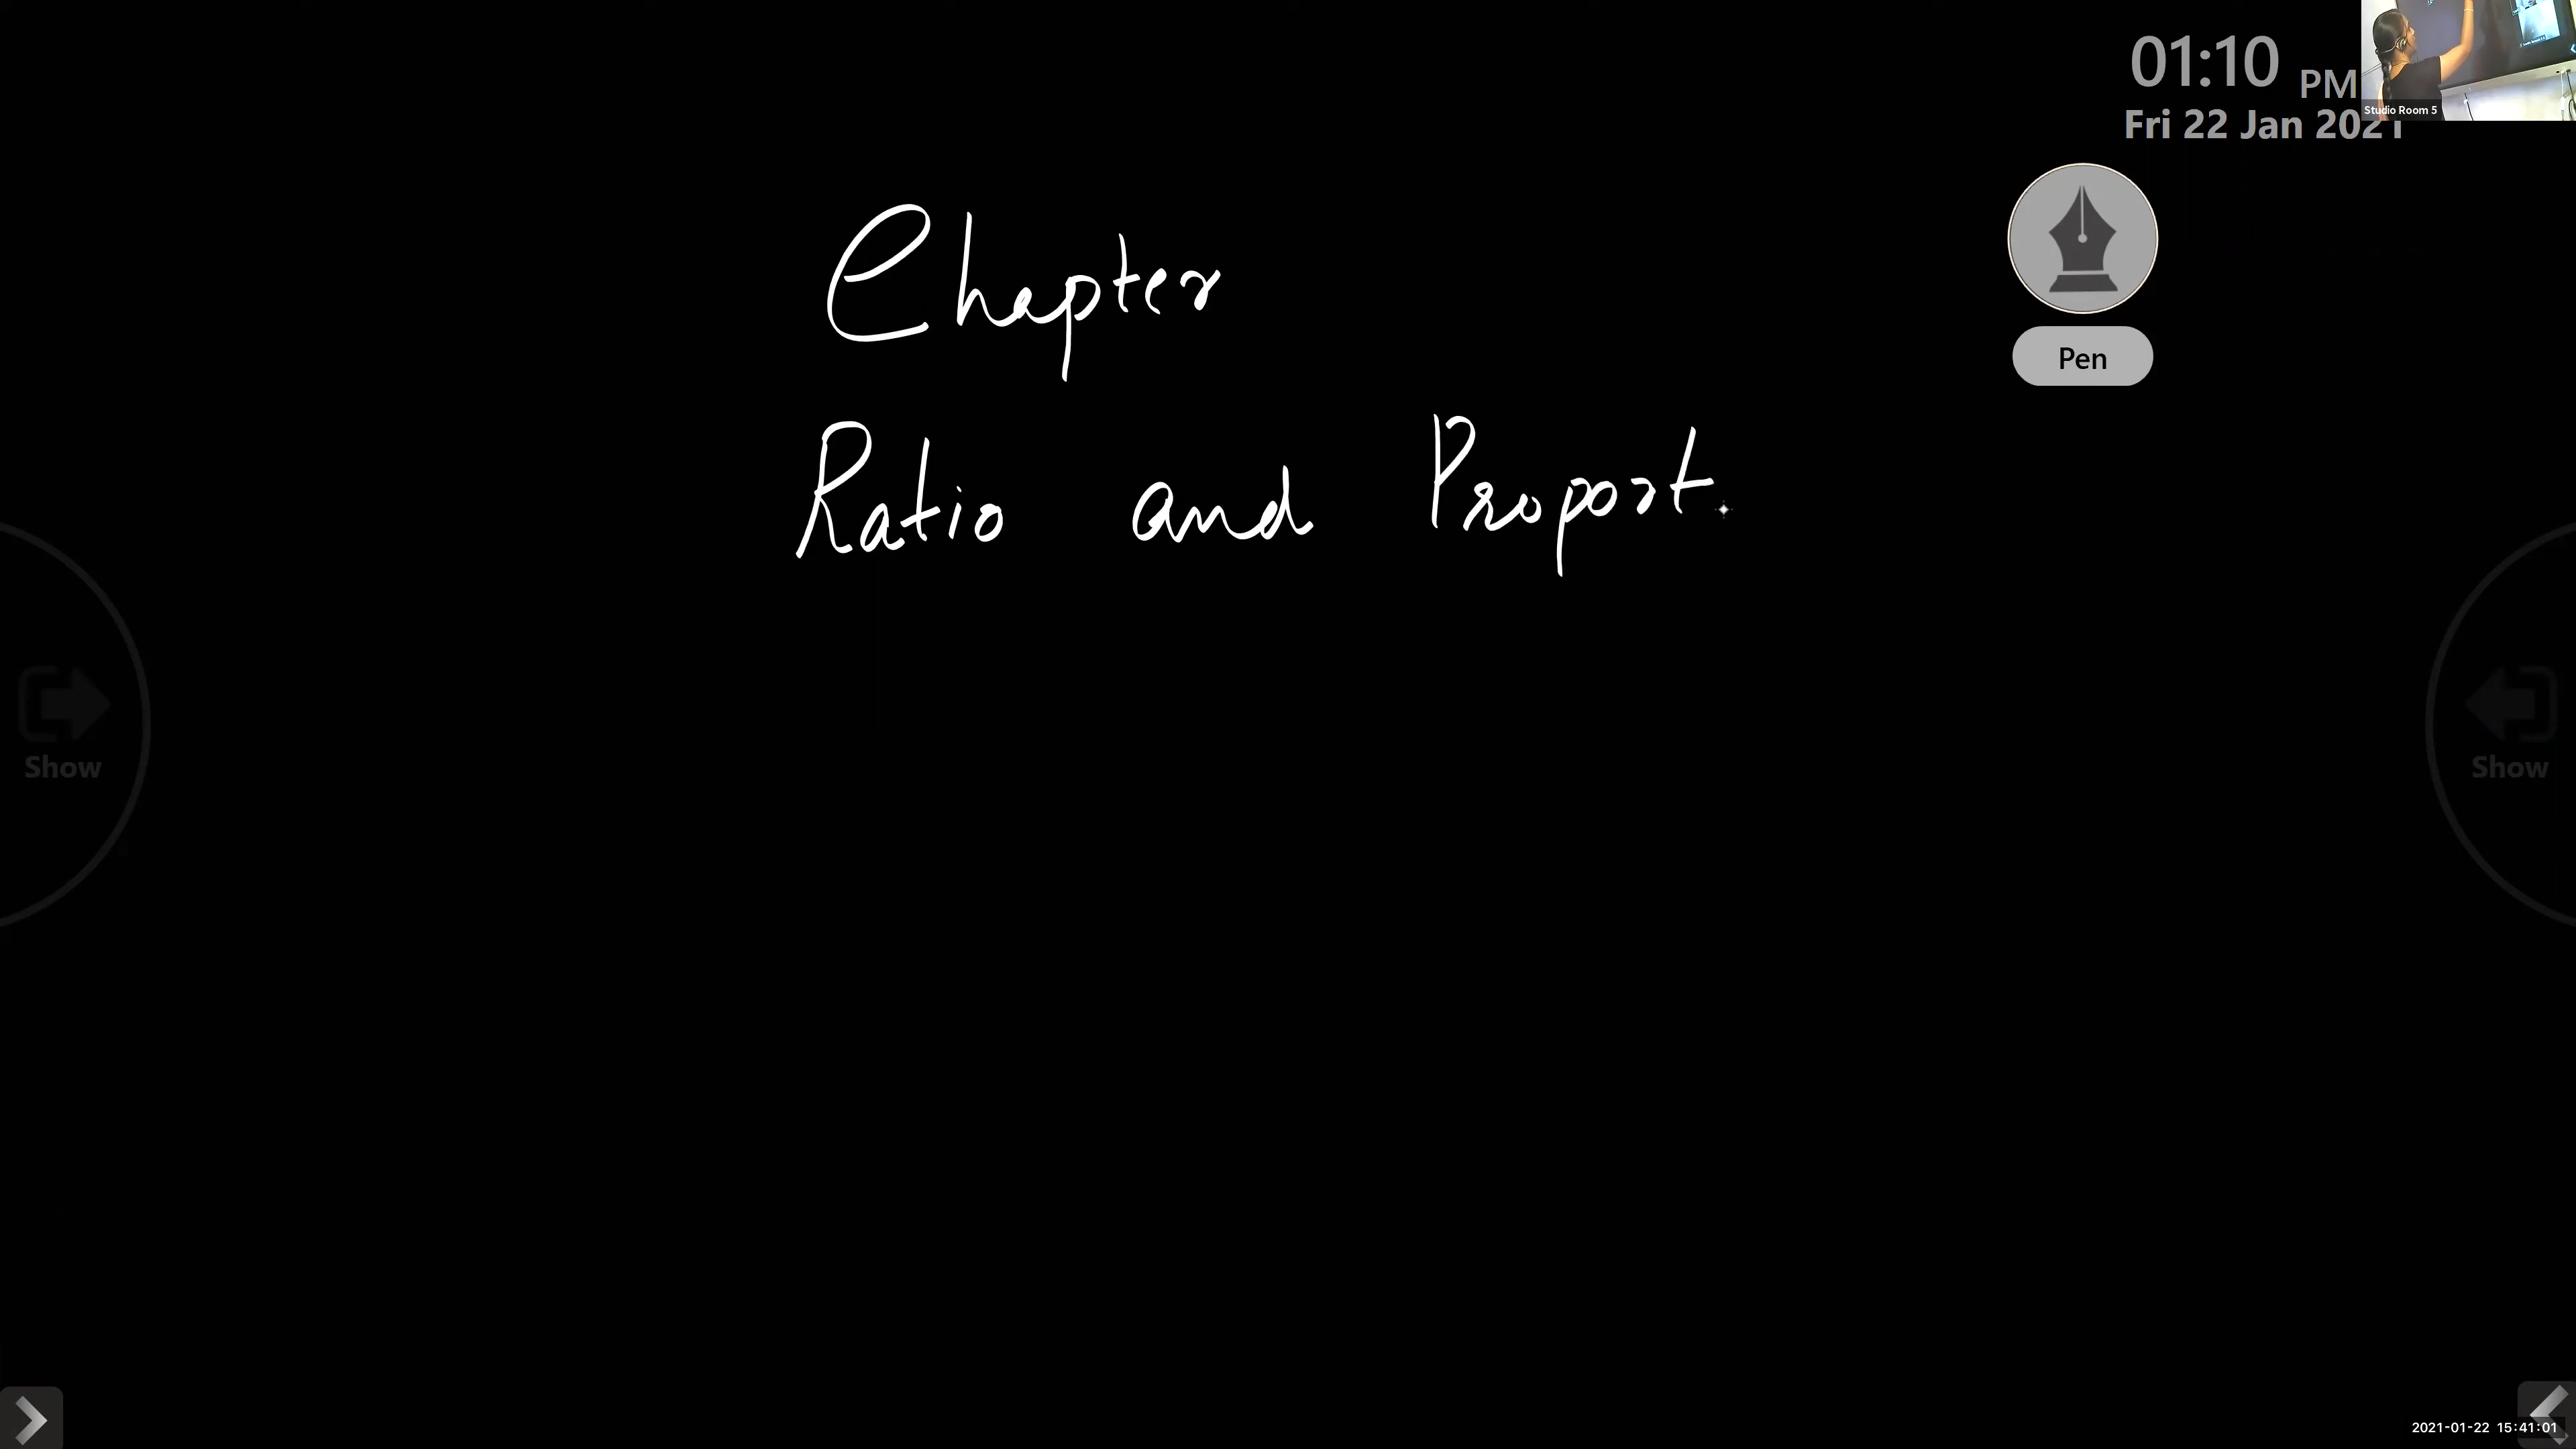 01:10 PM
Studio Room 5
Fri 22 Jan 2021
Pen
Chapter
Ratio and Proport
Show
Show
2021-01-22 15:41:01